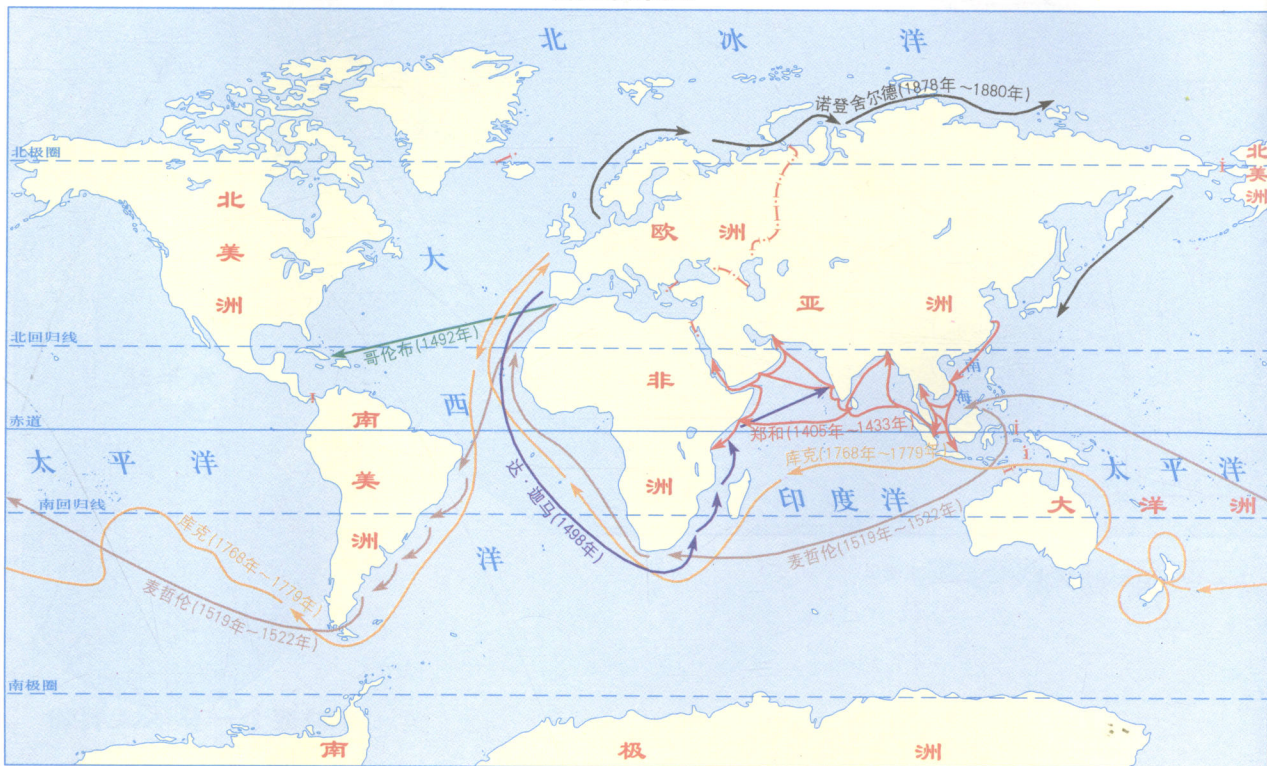 北冰洋
诺登舍尔德(1878年～1880年)
北极圈
北美洲
北美洲
欧洲
亚洲
大西洋
北回归线
哥伦布(1492年)
非洲
南海
南美洲
赤道
郑和(1405年～1433年)
库克(1768年～1779年)
太平洋
太平洋
印度洋
大洋洲
南回归线
达·迦马(1498年)
库克(1768年～1779年)
麦哲伦(1519年～1522年)
麦哲伦(1519年～1522年)
南极圈
南极洲